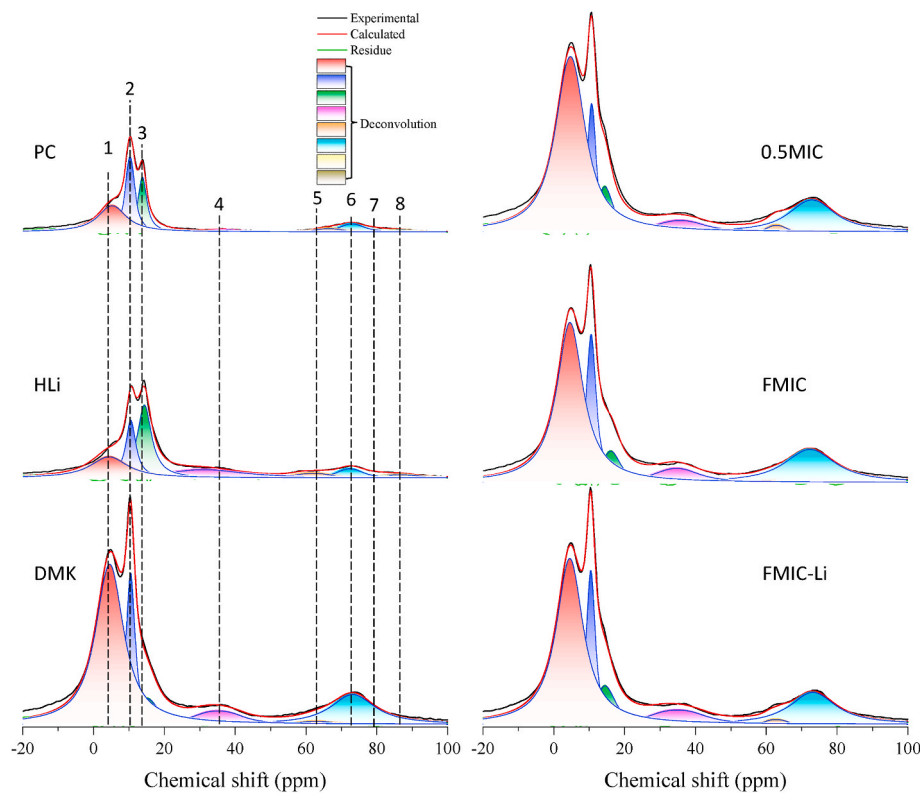 Experimental
Calculated
Residue
Deconvolution
PC
1
2
3
4
5
6
7
8
HLi
DMK
-20 0 20 40 60 80 100
Chemical shift (ppm)
0.5MIC
FMIC
FMIC-Li
-20 0 20 40 60 80 100
Chemical shift (ppm)